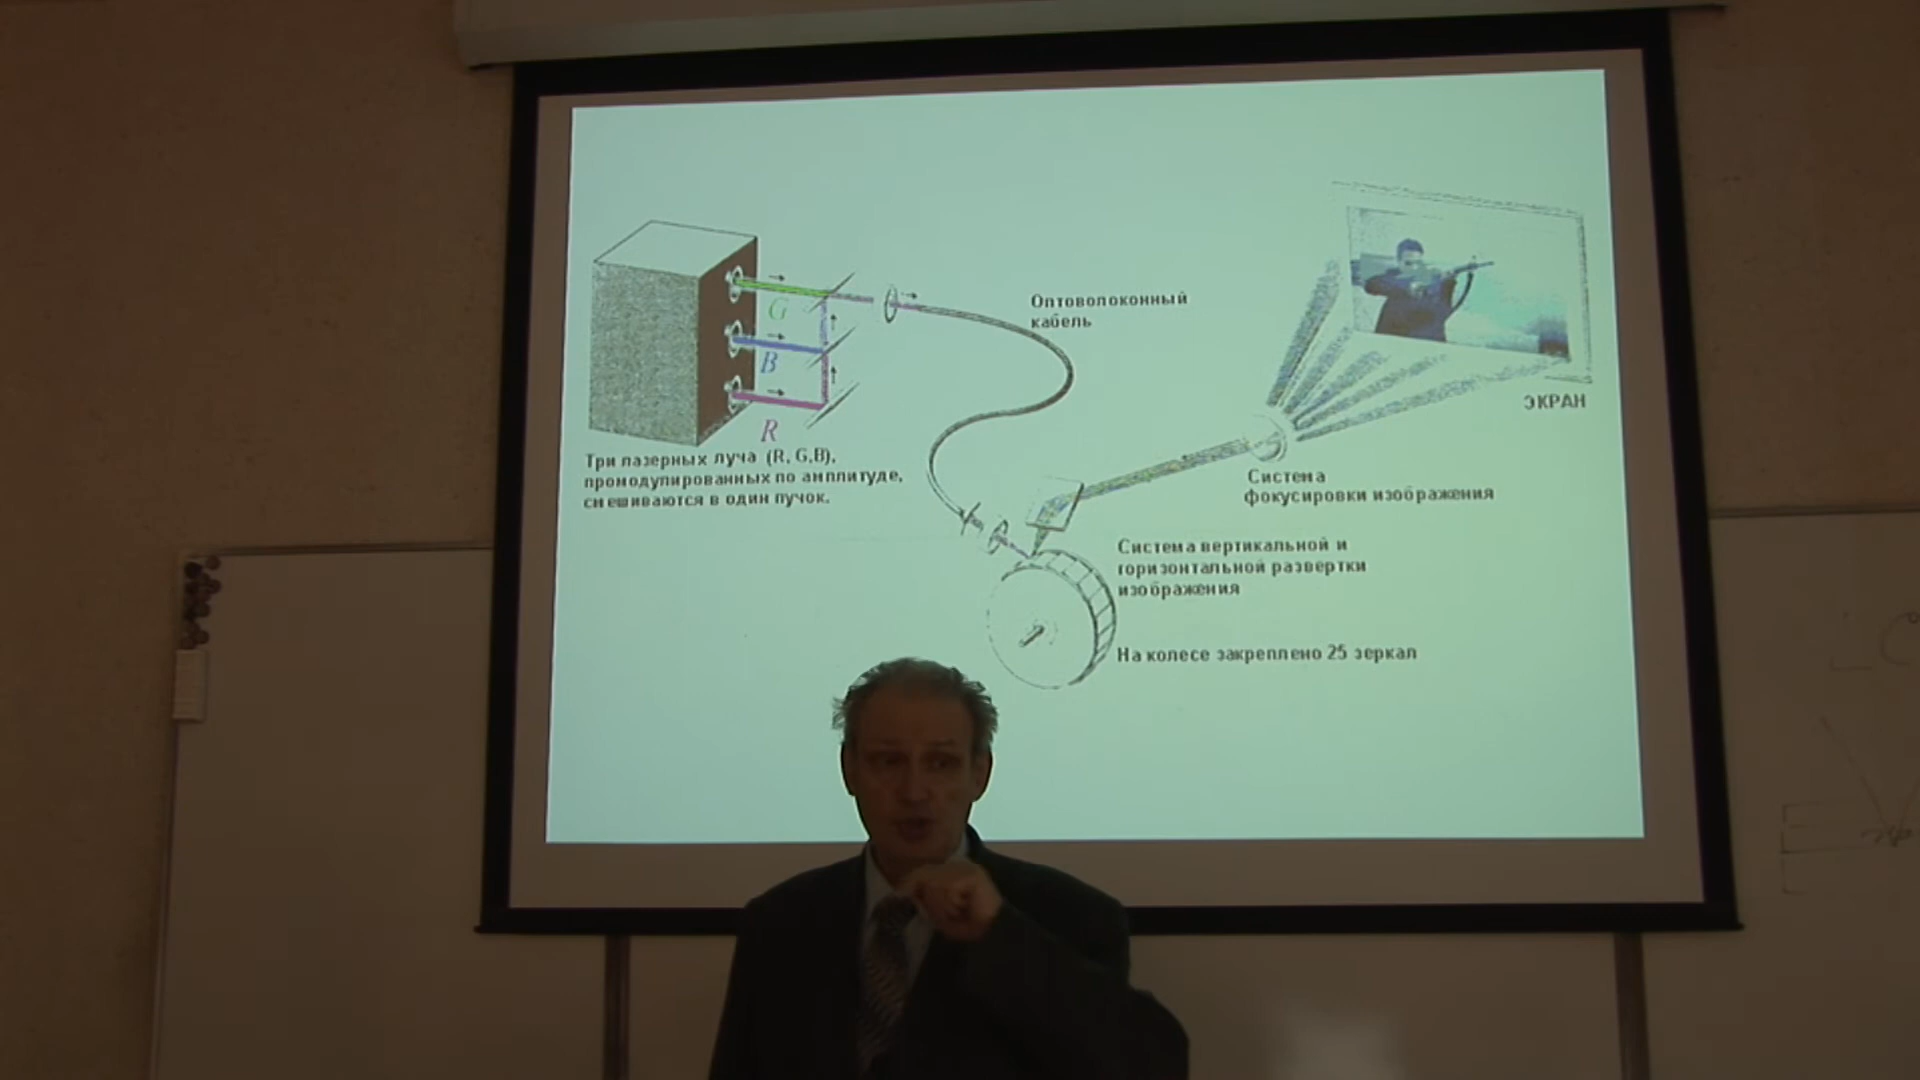 G
B
R
Три лазерных луча (R, G,B),
промодулированных по амплитуде,
смешиваются в один пучок.
Оптоволоконный
кабель
ЭКРАН
Система
фокусировки изображения
Система вертикальной и
горизонтальной развертки
изображения
На колесе закреплено 25 зеркал